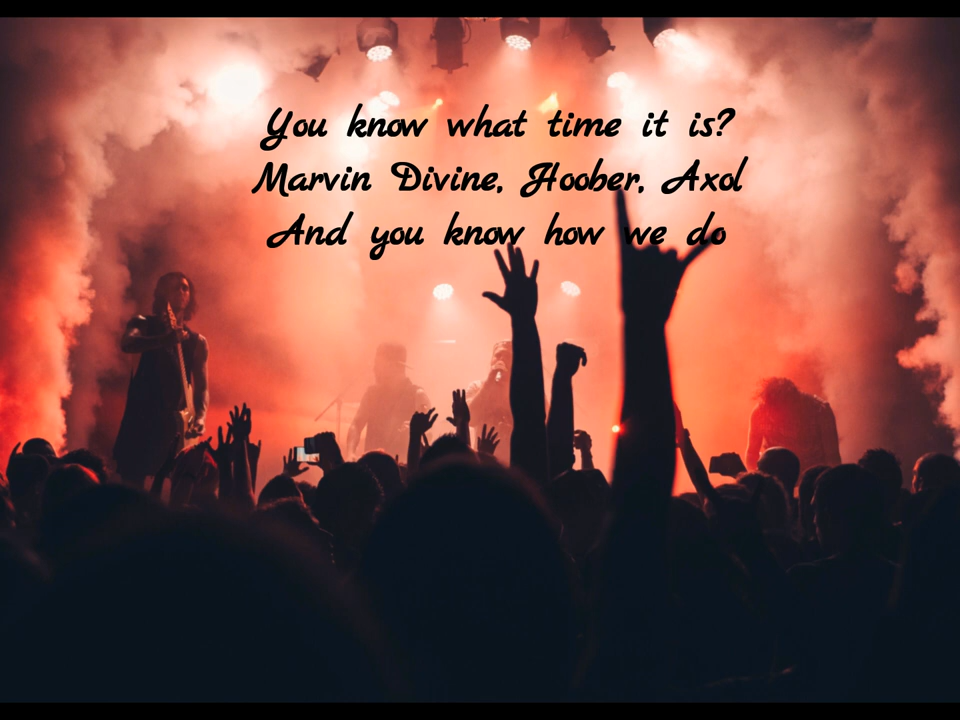 You know what time it is?
Marvin Divine, Hoober, Axol
And you know how we do